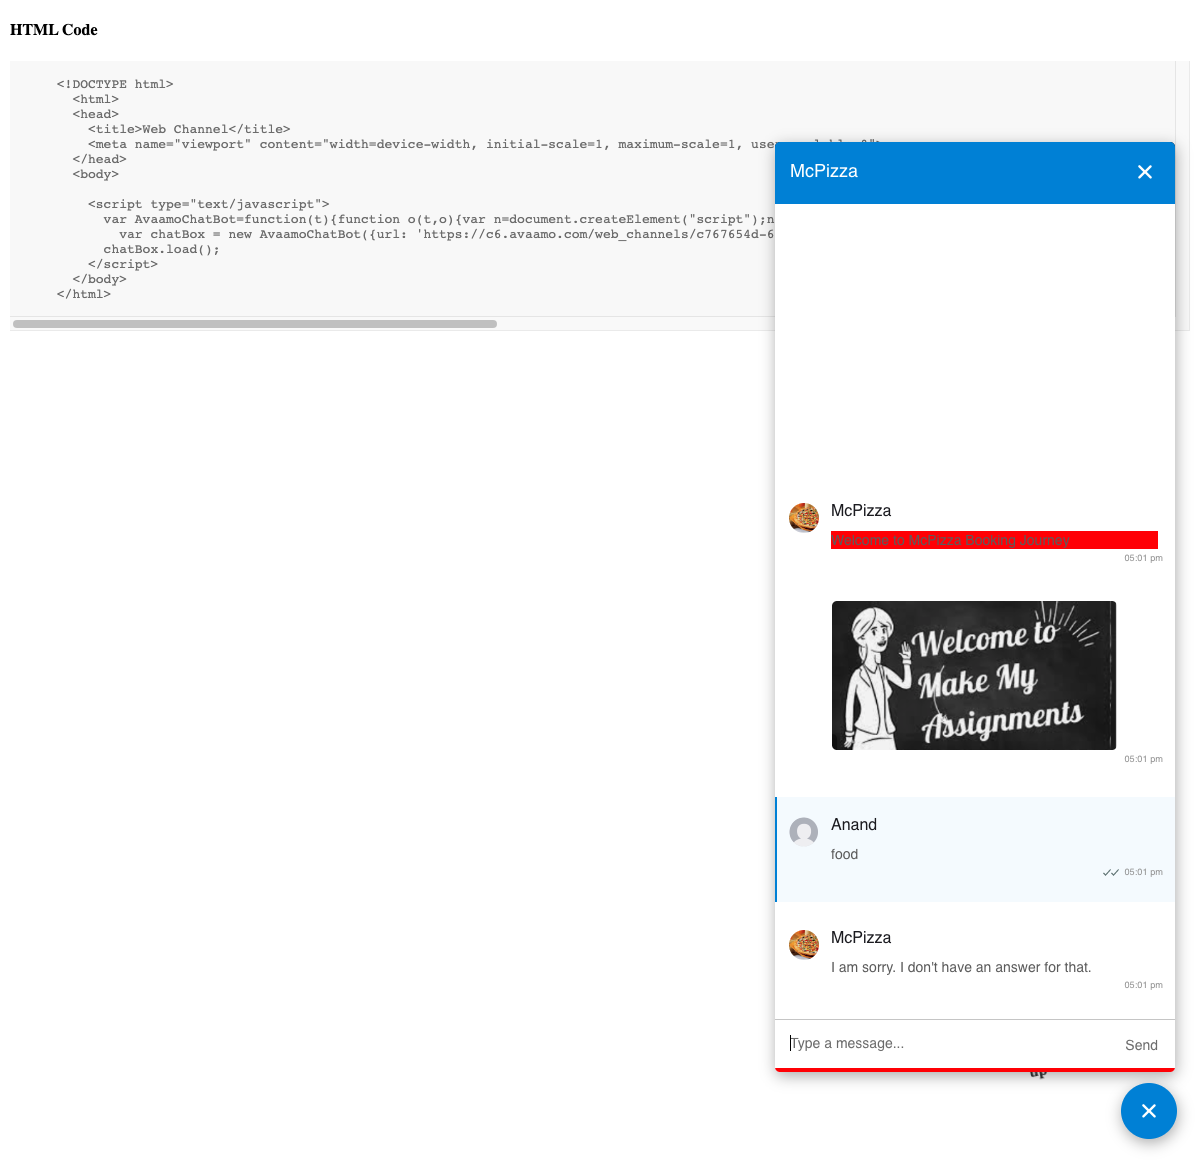 HTML Code
<!DOCTYPE html>
<html>
<head>
<title>Web Channel</title>
<meta name="viewport" content="width=device-width, initial-scale=1, maximum-scale=1,
</head>
<body>
<script type="text/javascript">
var AvaamoChatBot=function(t){function o(t,o){var n=document.createElement("script");n
var chatBox = new AvaamoChatBot({url: 'https://c6.avaamo.com/web_channels/c767654d-6
chatBox.load();
</script>
</body>
</html>
McPizza
McPizza
Welcome to McPizza Booking Journey
05:01 pm
Welcome to
Make My
Assignments
05:01 pm
Anand
food
05:01 pm
McPizza
I am sorry. I don't have an answer for that.
05:01 pm
Type a message...
Send
up